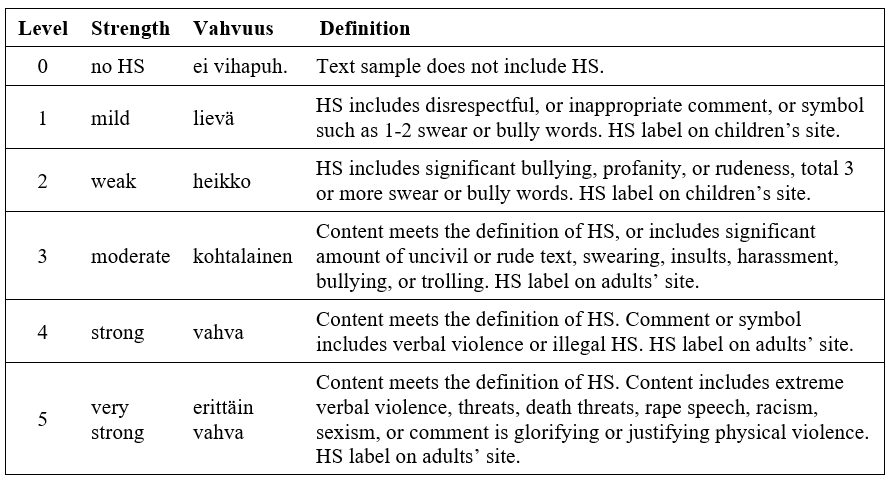 Level Strength Vahvuus Definition
0 no HS ei vihapuh. Text sample does not include HS.
1 mild lievä HS includes disrespectful, or inappropriate comment, or symbol
such as 1-2 swear or bully words. HS label on children’s site.
2 weak heikko HS includes significant bullying, profanity, or rudeness, total 3
or more swear or bully words. HS label on children’s site.
3 moderate kohtalainen Content meets the definition of HS, or includes significant
amount of uncivil or rude text, swearing, insults, harassment,
bullying, or trolling. HS label on adults’ site.
4 strong vahva Content meets the definition of HS. Comment or symbol
includes verbal violence or illegal HS. HS label on adults’ site.
5 very strong erittäin vahva Content meets the definition of HS. Content includes extreme
verbal violence, threats, death threats, rape speech, racism,
sexism, or comment is glorifying or justifying physical violence.
HS label on adults’ site.